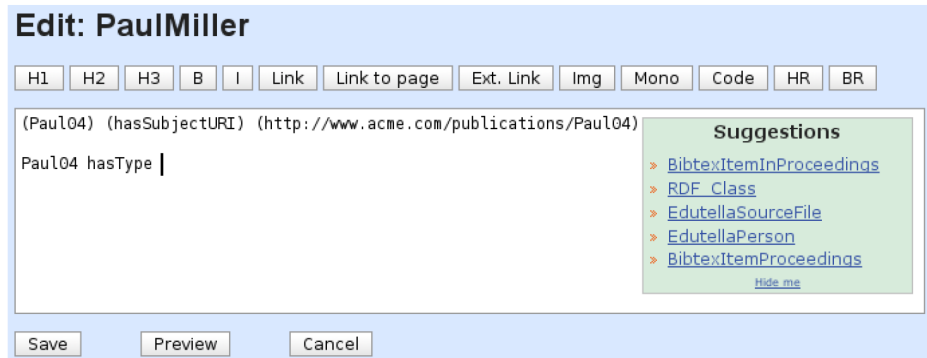 Edit: PaulMiller
H1 H2 H3 B I Link Link to page Ext. Link Img Mono Code HR BR
(Paul04) (hasSubjectURI) (http://www.acme.com/publications/Paul04)
Paul04 hasType
Suggestions
» BibtexItemInProceedings
» RDF_Class
» EdutellaSourceFile
» EdutellaPerson
» BibtexItemProceedings
Hide me
Save Preview Cancel